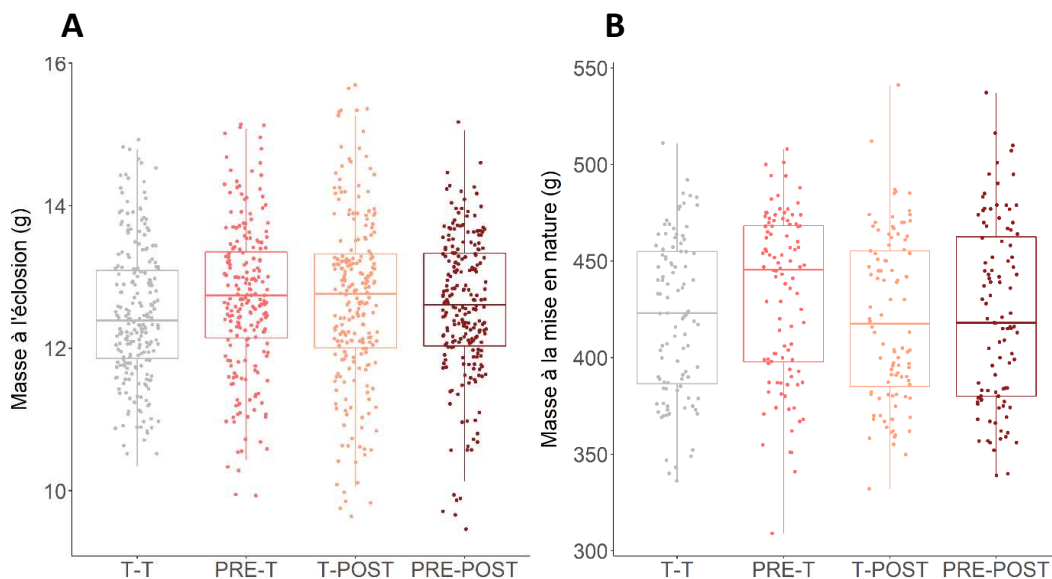 A
B
Masse à l'éclosion (g)
16
14
12
10
T-T PRE-T T-POST PRE-POST
Masse à la mise en nature (g)
550
500
450
400
350
300
T-T PRE-T T-POST PRE-POST